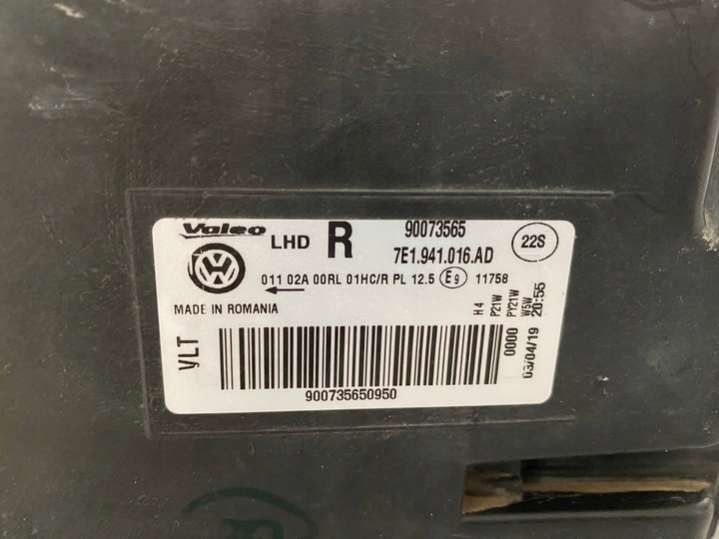 Valeo LHD R 90073565
7E1.941.016.AD 22S
011 02A 00RL 01HC/R PL 12.5 E9 11758
MADE IN ROMANIA
VLT
H4
P21W
PY21W
W5W
0000
03/04/19 20:55
900735650950